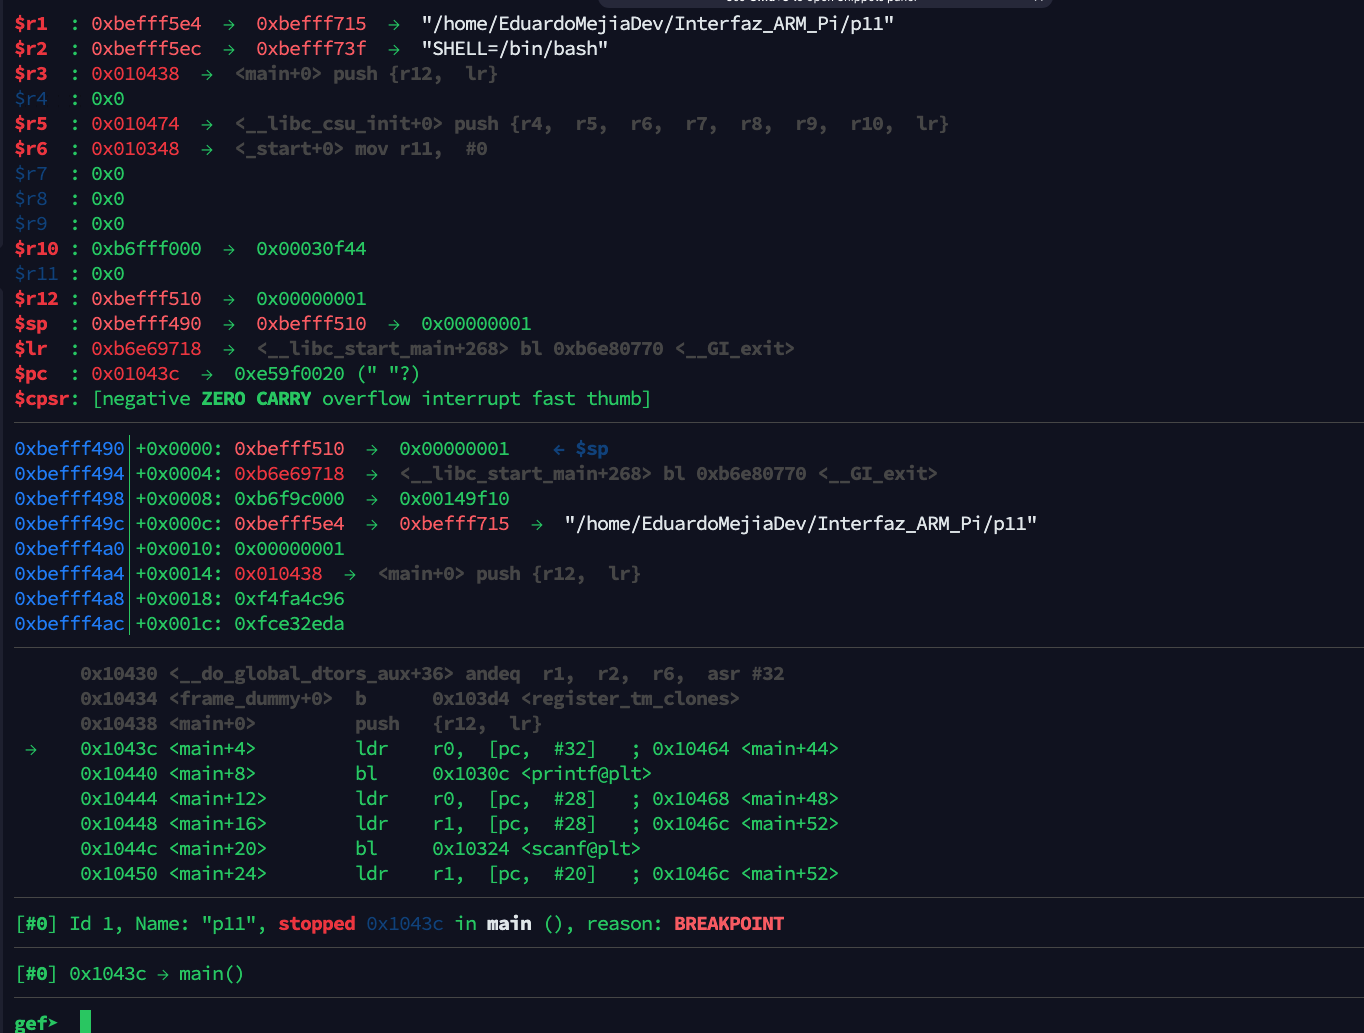 $r1  : 0xbefff5e4  →  0xbefff715  →  "/home/EduardoMejiaDev/Interfaz_ARM_Pi/p11"
$r2  : 0xbefff5ec  →  0xbefff73f  →  "SHELL=/bin/bash"
$r3  : 0x010438  →  <main+0> push {r12,  lr}
$r4  : 0x0
$r5  : 0x010474  →  <__libc_csu_init+0> push {r4,  r5,  r6,  r7,  r8,  r9,  r10,  lr}
$r6  : 0x010348  →  <_start+0> mov r11,  #0
$r7  : 0x0
$r8  : 0x0
$r9  : 0x0
$r10 : 0xb6fff000  →  0x00030f44
$r11 : 0x0
$r12 : 0xbefff510  →  0x00000001
$sp  : 0xbefff490  →  0xbefff510  →  0x00000001
$lr  : 0xb6e69718  →  <__libc_start_main+268> bl 0xb6e80770 <__GI_exit>
$pc  : 0x01043c  →  0xe59f0020 (" "?)
$cpsr: [negative ZERO CARRY overflow interrupt fast thumb]
0xbefff490│+0x0000: 0xbefff510  →  0x00000001    ← $sp
0xbefff494│+0x0004: 0xb6e69718  →  <__libc_start_main+268> bl 0xb6e80770 <__GI_exit>
0xbefff498│+0x0008: 0xb6f9c000  →  0x00149f10
0xbefff49c│+0x000c: 0xbefff5e4  →  0xbefff715  →  "/home/EduardoMejiaDev/Interfaz_ARM_Pi/p11"
0xbefff4a0│+0x0010: 0x00000001
0xbefff4a4│+0x0014: 0x010438  →  <main+0> push {r12,  lr}
0xbefff4a8│+0x0018: 0xf4fa4c96
0xbefff4ac│+0x001c: 0xfce32eda
0x10430 <__do_global_dtors_aux+36> andeq  r1,  r2,  r6,  asr #32
0x10434 <frame_dummy+0>  b      0x103d4 <register_tm_clones>
0x10438 <main+0>         push   {r12,  lr}
→    0x1043c <main+4>         ldr    r0,  [pc,  #32]   ; 0x10464 <main+44>
0x10440 <main+8>         bl     0x1030c <printf@plt>
0x10444 <main+12>        ldr    r0,  [pc,  #28]   ; 0x10468 <main+48>
0x10448 <main+16>        ldr    r1,  [pc,  #28]   ; 0x1046c <main+52>
0x1044c <main+20>        bl     0x10324 <scanf@plt>
0x10450 <main+24>        ldr    r1,  [pc,  #20]   ; 0x1046c <main+52>
[#0] Id 1, Name: "p11", stopped 0x1043c in main (), reason: BREAKPOINT
[#0] 0x1043c → main()
gef➤